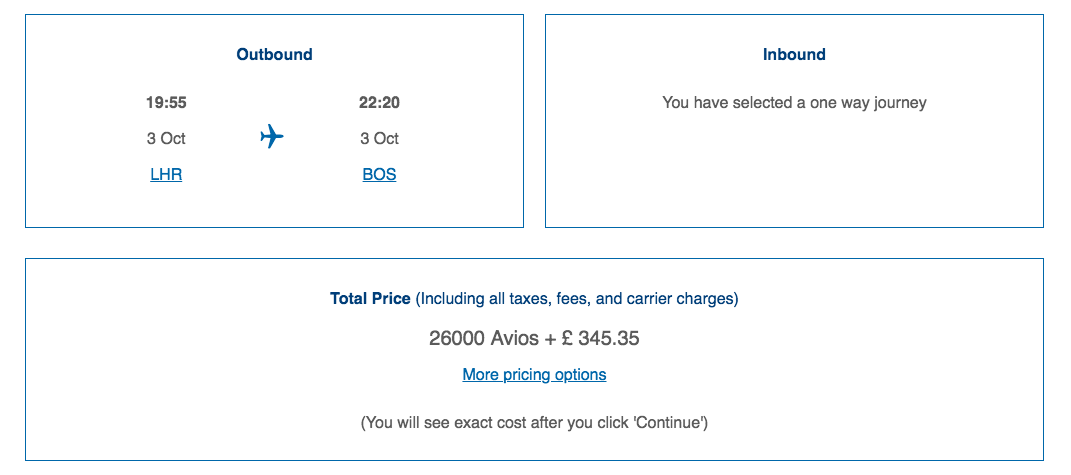 Outbound
19:55
22:20
3 Oct
3 Oct
LHR
BOS
Inbound
You have selected a one way journey
Total Price (Including all taxes, fees, and carrier charges)
26000 Avios + £ 345.35
More pricing options
(You will see exact cost after you click 'Continue')